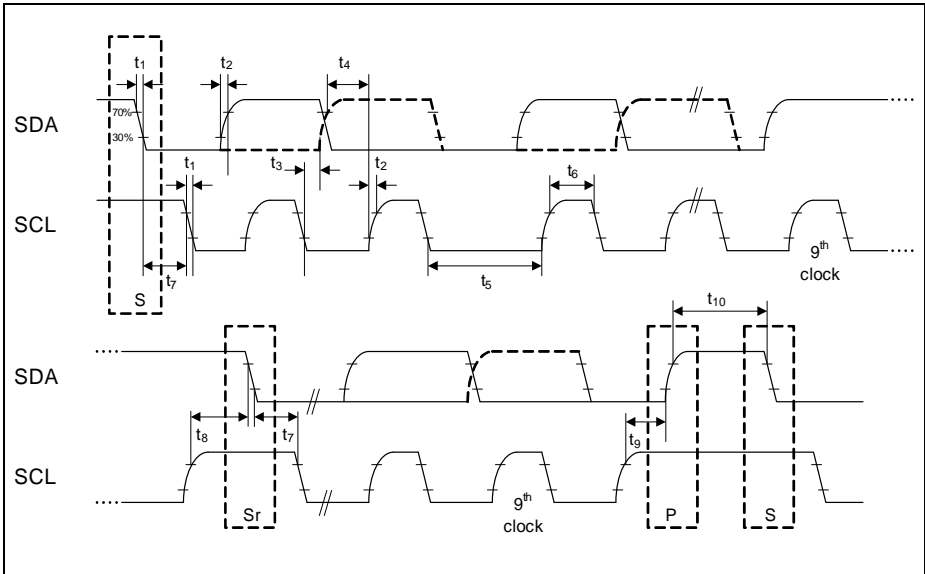 t1 t2 t4
70%
SDA
30%
t1 t3 t2 t6
SCL
t7 t5
9th
clock
S
t10
SDA
t8 t7 t9
SCL
9th
clock
Sr P S